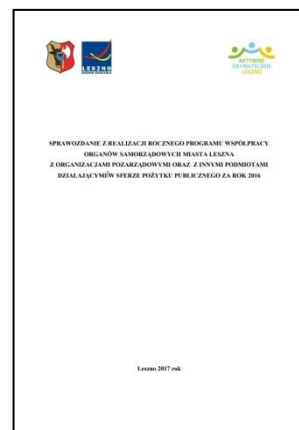 LESZNO
AKTYWNE
OBYWATELSKIE
LESZNO
SPRAWOZDANIE Z REALIZACJI ROCZNEGO PROGRAMU WSPÓŁPRACY
ORGANÓW SAMORZĄDOWYCH MIASTA LESZNA
Z ORGANIZACJAMI POZARZĄDOWYMI ORAZ Z INNYMI PODMIOTAMI
DZIAŁAJĄCYMIW SFERZE POŻYTKU PUBLICZNEGO ZA ROK 2016
Leszno 2017 rok